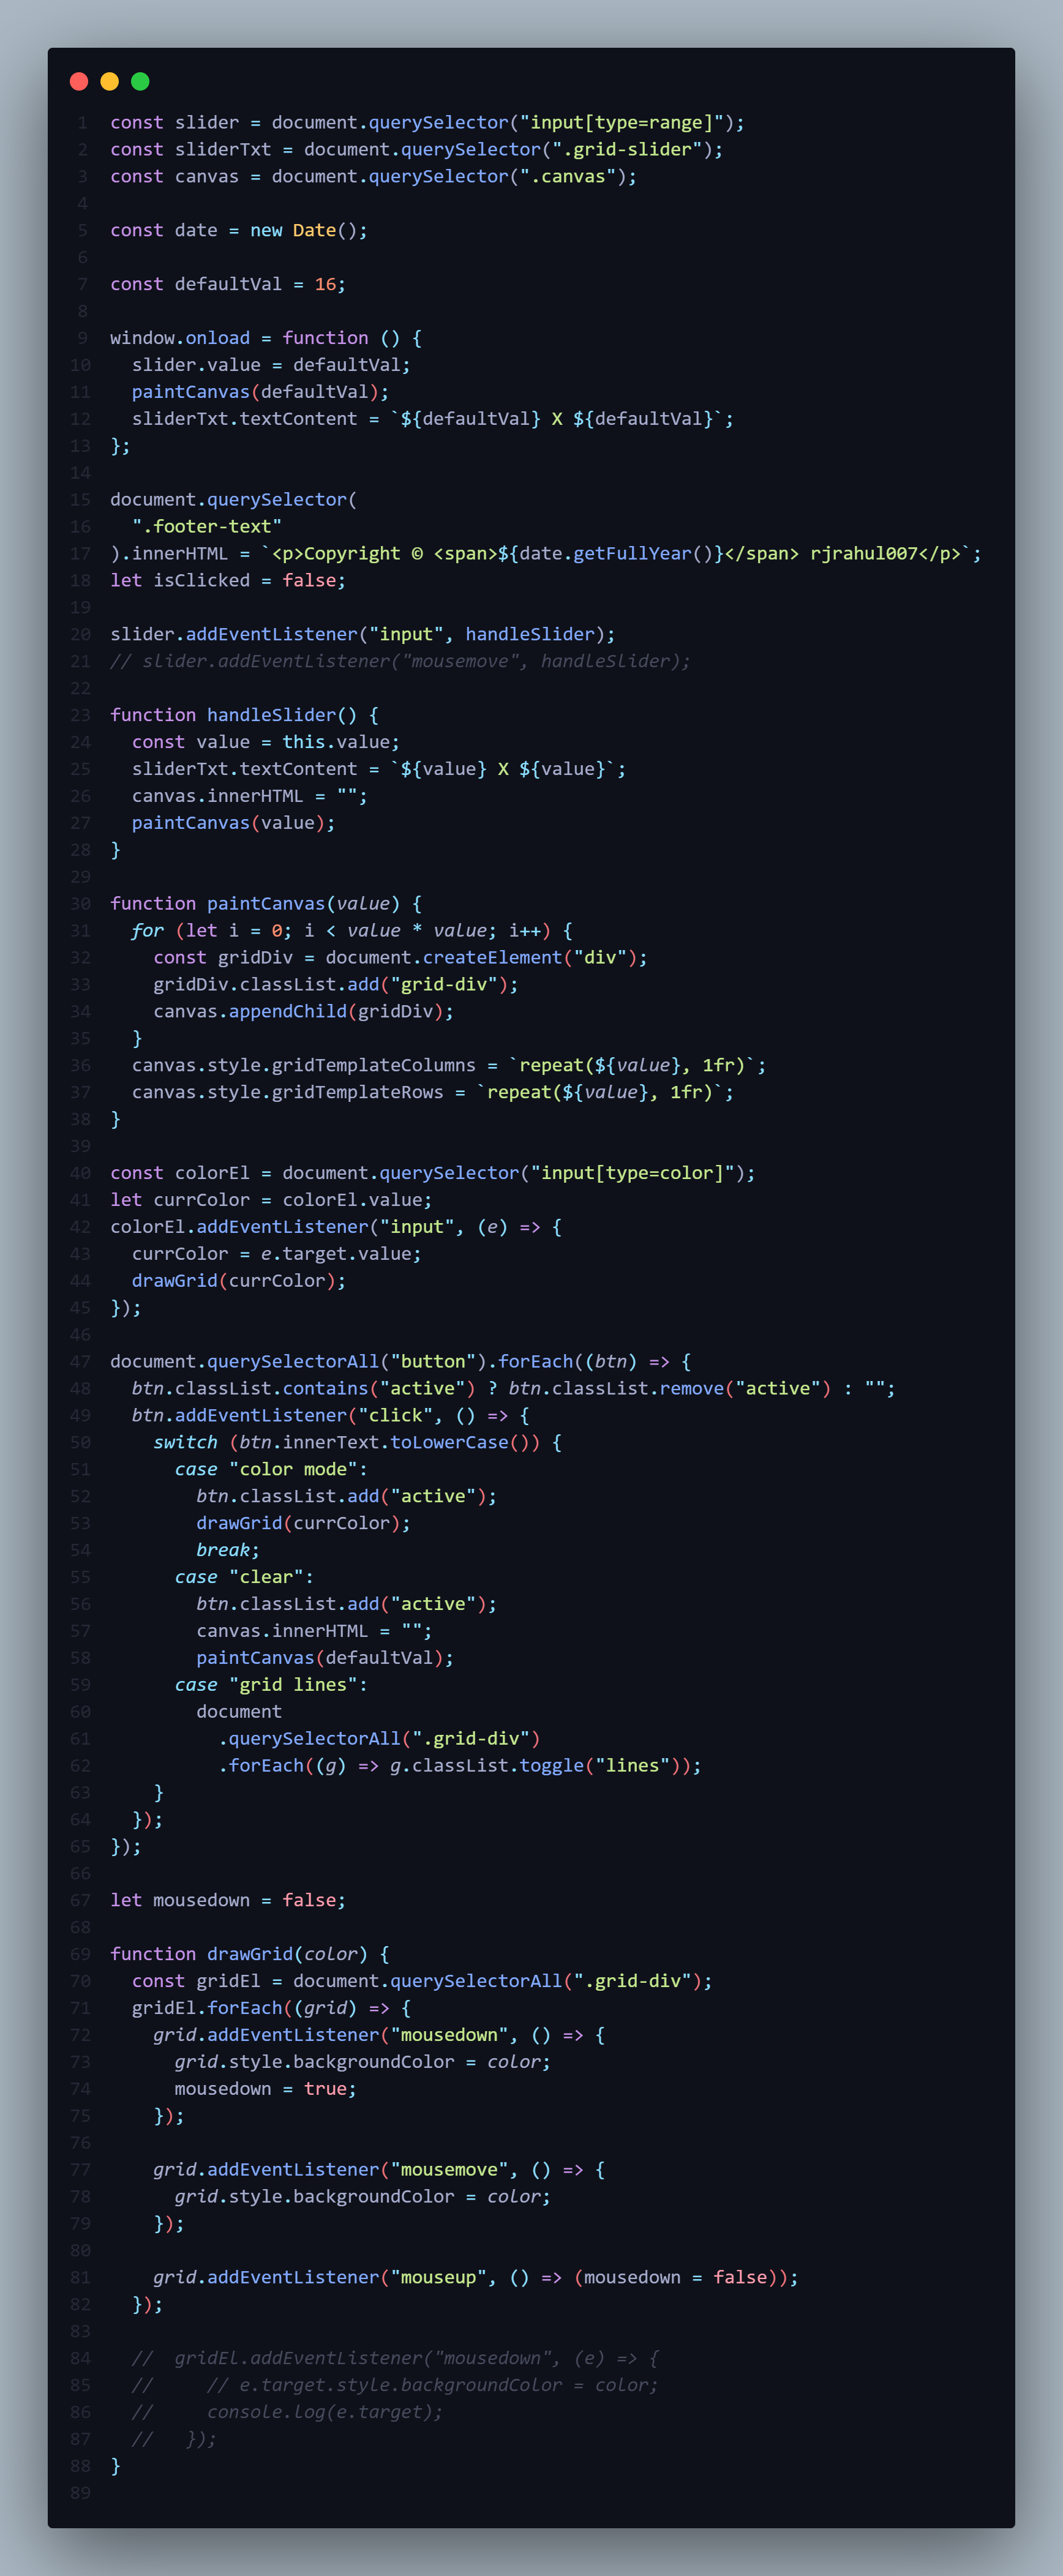 1 const slider = document.querySelector("input[type=range]");
2 const sliderTxt = document.querySelector(".grid-slider");
3 const canvas = document.querySelector(".canvas");
4
5 const date = new Date();
6
7 const defaultVal = 16;
8
9 window.onload = function () {
10   slider.value = defaultVal;
11   paintCanvas(defaultVal);
12   sliderTxt.textContent = `${defaultVal} X ${defaultVal}`;
13 };
14
15 document.querySelector(
16   ".footer-text"
17 ).innerHTML = `<p>Copyright © <span>${date.getFullYear()}</span> rjrahul007</p>`;
18 let isClicked = false;
19
20 slider.addEventListener("input", handleSlider);
21 // slider.addEventListener("mousemove", handleSlider);
22
23 function handleSlider() {
24   const value = this.value;
25   sliderTxt.textContent = `${value} X ${value}`;
26   canvas.innerHTML = "";
27   paintCanvas(value);
28 }
29
30 function paintCanvas(value) {
31   for (let i = 0; i < value * value; i++) {
32     const gridDiv = document.createElement("div");
33     gridDiv.classList.add("grid-div");
34     canvas.appendChild(gridDiv);
35   }
36   canvas.style.gridTemplateColumns = `repeat(${value}, 1fr)`;
37   canvas.style.gridTemplateRows = `repeat(${value}, 1fr)`;
38 }
39
40 const colorEl = document.querySelector("input[type=color]");
41 let currColor = colorEl.value;
42 colorEl.addEventListener("input", (e) => {
43   currColor = e.target.value;
44   drawGrid(currColor);
45 });
46
47 document.querySelectorAll("button").forEach((btn) => {
48   btn.classList.contains("active") ? btn.classList.remove("active") : "";
49   btn.addEventListener("click", () => {
50     switch (btn.innerText.toLowerCase()) {
51       case "color mode":
52         btn.classList.add("active");
53         drawGrid(currColor);
54         break;
55       case "clear":
56         btn.classList.add("active");
57         canvas.innerHTML = "";
58         paintCanvas(defaultVal);
59       case "grid lines":
60         document
61           .querySelectorAll(".grid-div")
62           .forEach((g) => g.classList.toggle("lines"));
63     }
64   });
65 });
66
67 let mousedown = false;
68
69 function drawGrid(color) {
70   const gridEl = document.querySelectorAll(".grid-div");
71   gridEl.forEach((grid) => {
72     grid.addEventListener("mousedown", () => {
73       grid.style.backgroundColor = color;
74       mousedown = true;
75     });
76
77     grid.addEventListener("mousemove", () => {
78       grid.style.backgroundColor = color;
79     });
80
81     grid.addEventListener("mouseup", () => (mousedown = false));
82   });
83
84   //  gridEl.addEventListener("mousedown", (e) => {
85   //     // e.target.style.backgroundColor = color;
86   //     console.log(e.target);
87   //   });
88 }
89